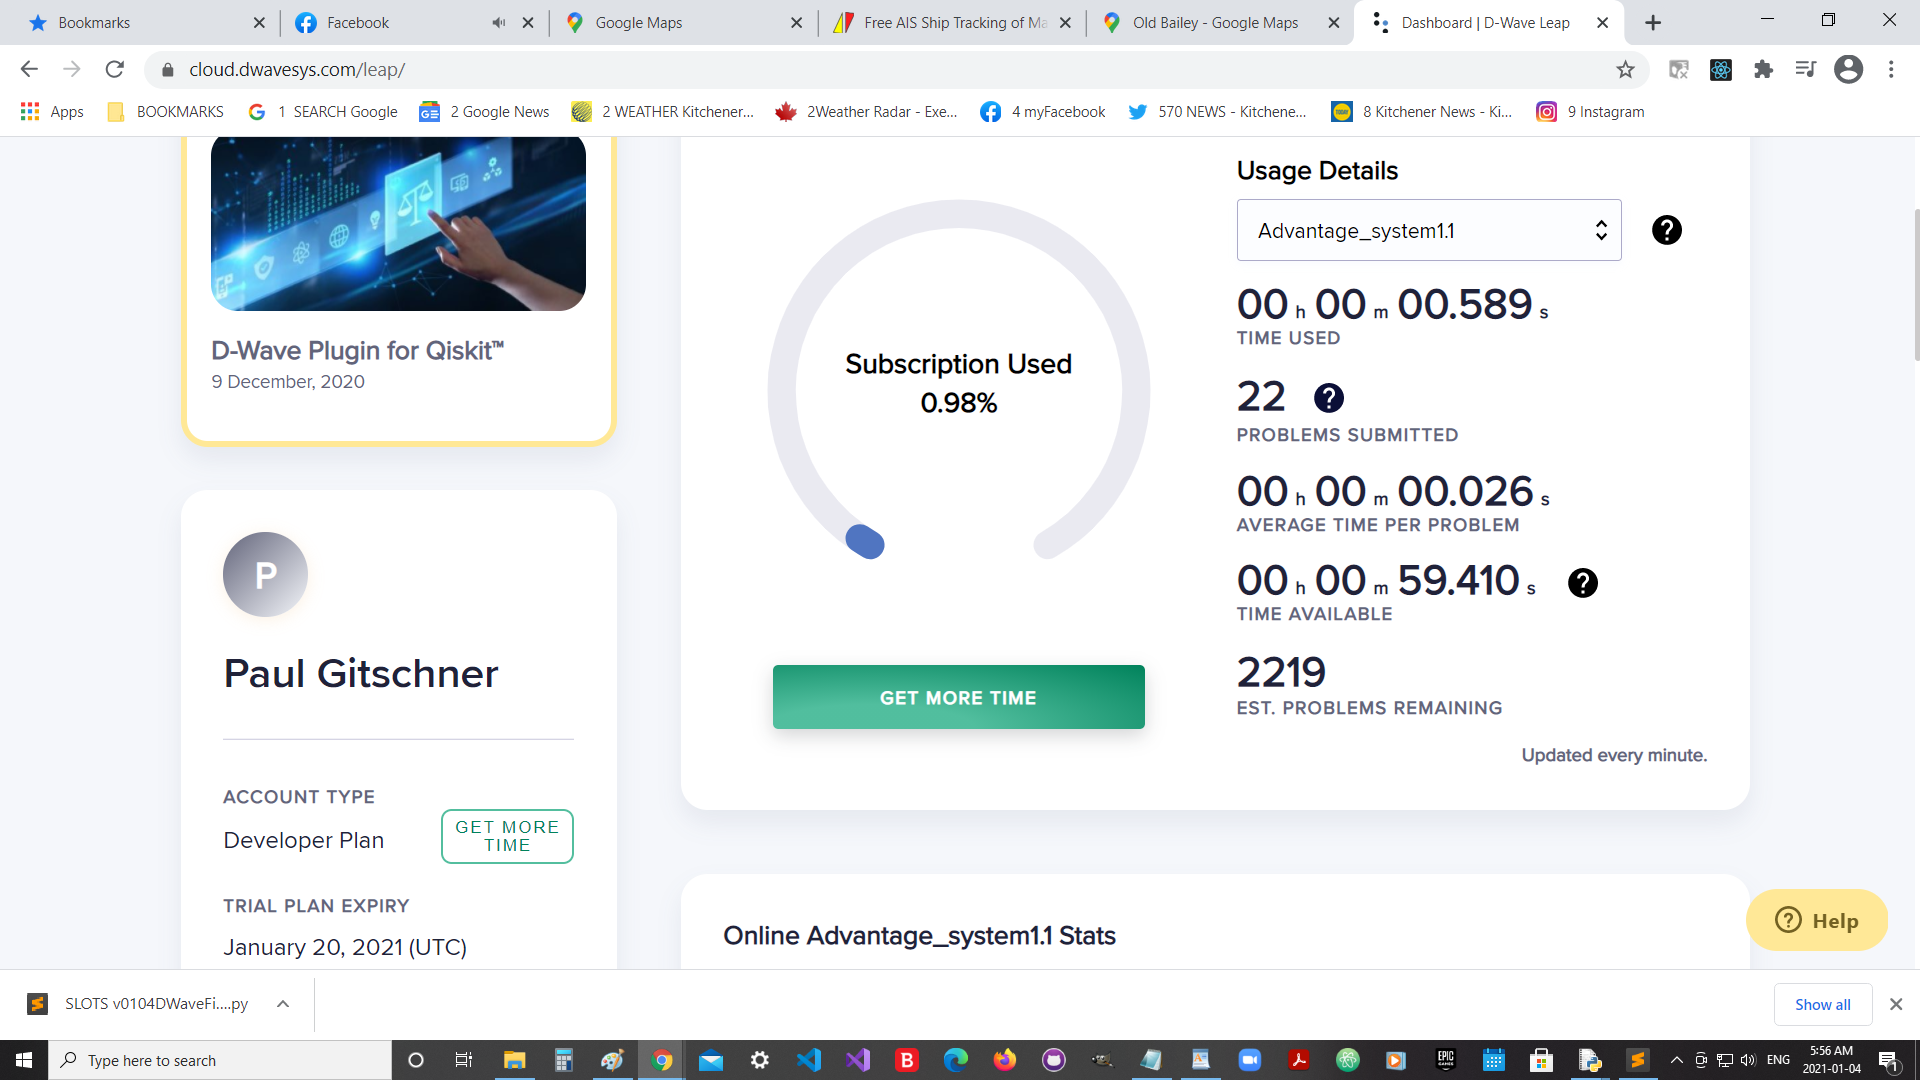 Bookmarks
Facebook
Google Maps
Free AIS Ship Tracking of Ma
Old Bailey - Google Maps
Dashboard | D-Wave Leap
cloud.dwavesys.com/leap/
Apps
BOOKMARKS
1 SEARCH Google
2 Google News
2 WEATHER Kitchener...
2Weather Radar - Exe...
4 myFacebook
570 NEWS - Kitchene...
8 Kitchener News - Ki...
9 Instagram
D-Wave Plugin for Qiskit™
9 December, 2020
P
Paul Gitschner
ACCOUNT TYPE
Developer Plan
GET MORE
TIME
TRIAL PLAN EXPIRY
January 20, 2021 (UTC)
Subscription Used
0.98%
GET MORE TIME
Usage Details
Advantage_system1.1
?
00 h 00 m 00.589 s
TIME USED
22 ?
PROBLEMS SUBMITTED
00 h 00 m 00.026 s
AVERAGE TIME PER PROBLEM
00 h 00 m 59.410 s ?
TIME AVAILABLE
2219
EST. PROBLEMS REMAINING
Updated every minute.
Online Advantage_system1.1 Stats
? Help
SLOTS v0104DWaveFi....py
Show all
Type here to search
ENG
5:56 AM
2021-01-04
1